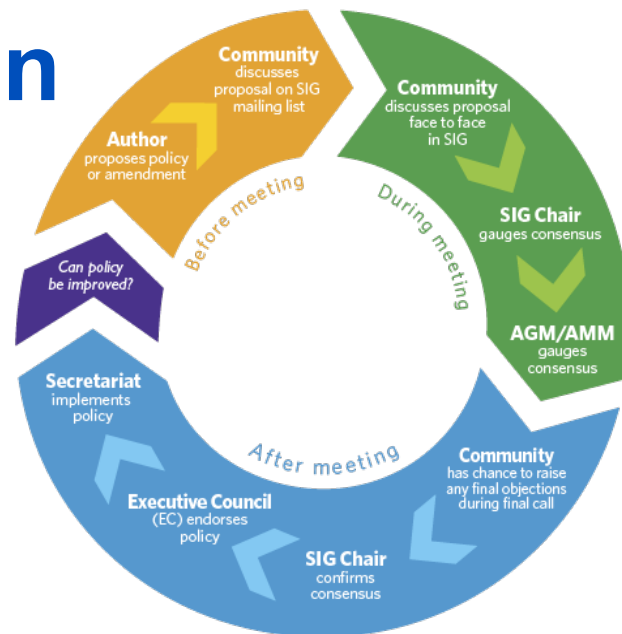 n
Community
discusses
proposal on SIG
mailing list
Author
proposes policy
or amendment
Before meeting
Community
discusses proposal
face to face
in SIG
SIG Chair
gauges consensus
AGM/AMM
gauges
consensus
During meeting
Community
has chance to raise
any final objections
during final call
SIG Chair
confirms
consensus
Executive Council
(EC) endorses
policy
Secretariat
implements
policy
After meeting
Can policy
be improved?